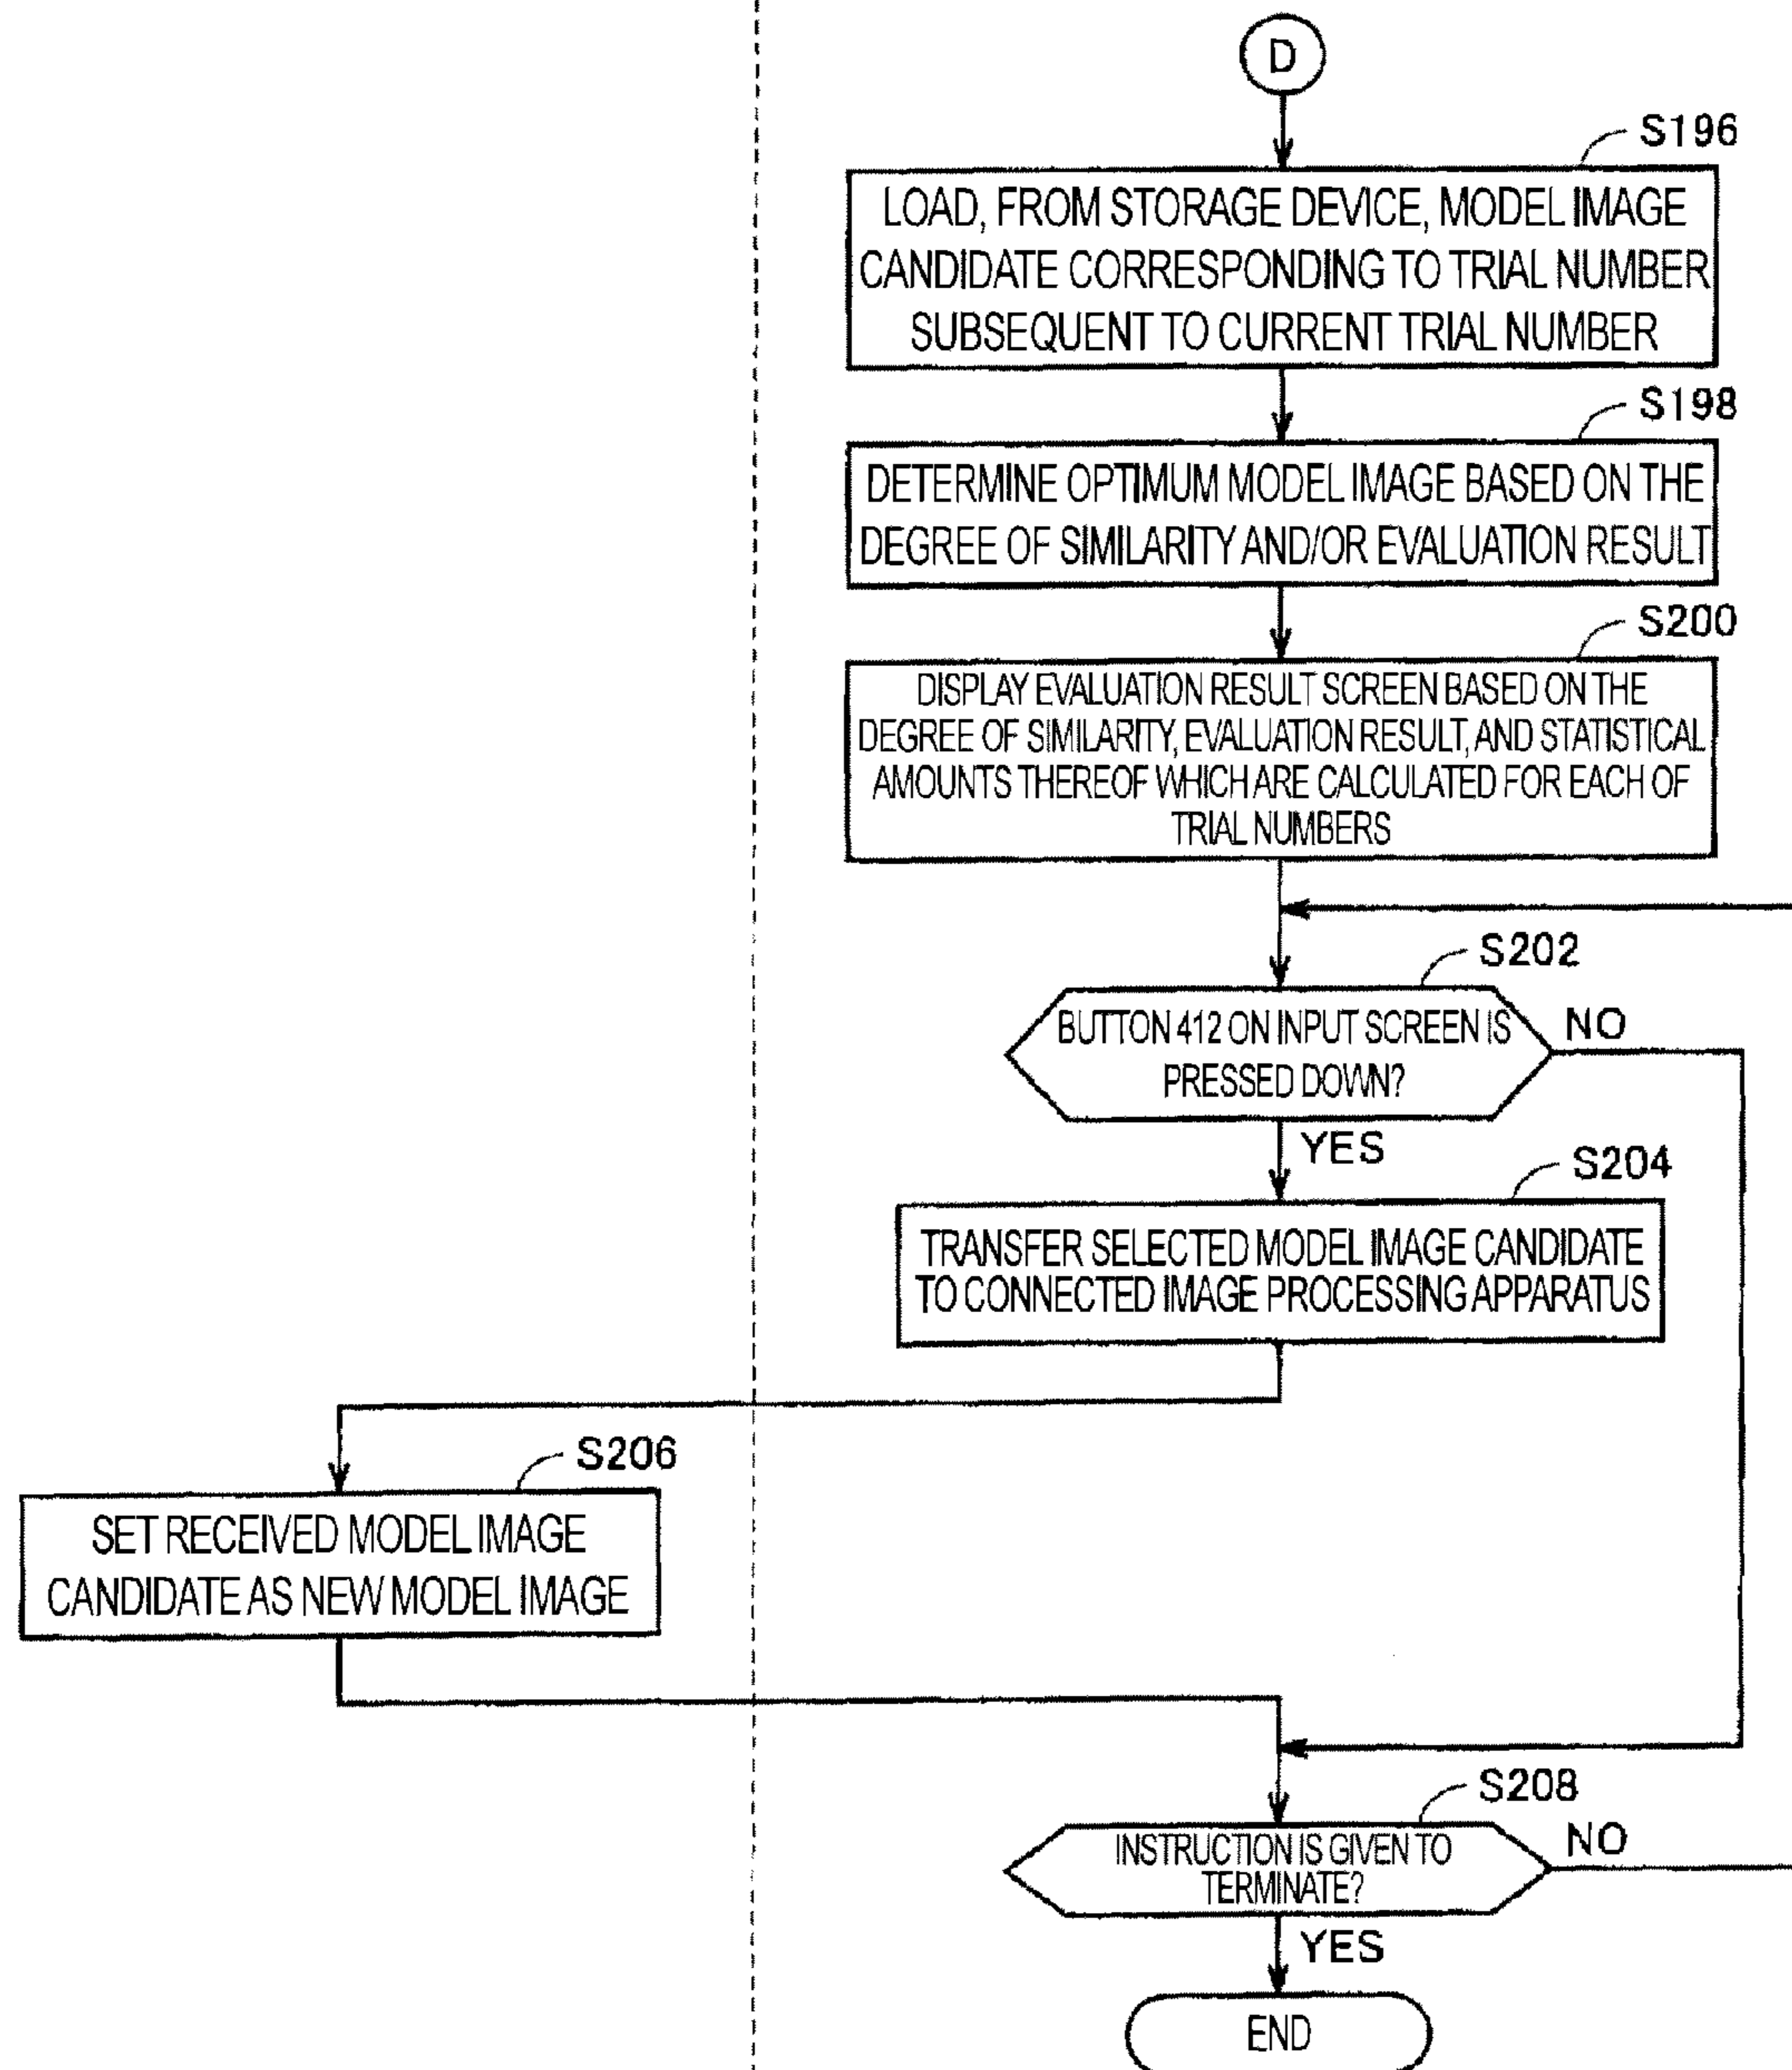 D
S196
LOAD, FROM STORAGE DEVICE, MODEL IMAGE
CANDIDATE CORRESPONDING TO TRIAL NUMBER
SUBSEQUENT TO CURRENT TRIAL NUMBER
S198
DETERMINE OPTIMUM MODEL IMAGE BASED ON THE
DEGREE OF SIMILARITY AND/OR EVALUATION RESULT
S200
DISPLAY EVALUATION RESULT SCREEN BASED ON THE
DEGREE OF SIMILARITY, EVALUATION RESULT, AND STATISTICAL
AMOUNTS THEREOF WHICH ARE CALCULATED FOR EACH OF
TRIAL NUMBERS
S202
BUTTON 412 ON INPUT SCREEN IS
PRESSED DOWN?
NO
YES
S204
TRANSFER SELECTED MODEL IMAGE CANDIDATE
TO CONNECTED IMAGE PROCESSING APPARATUS
S206
SET RECEIVED MODEL IMAGE
CANDIDATE AS NEW MODEL IMAGE
S208
INSTRUCTION IS GIVEN TO
TERMINATE?
NO
YES
END